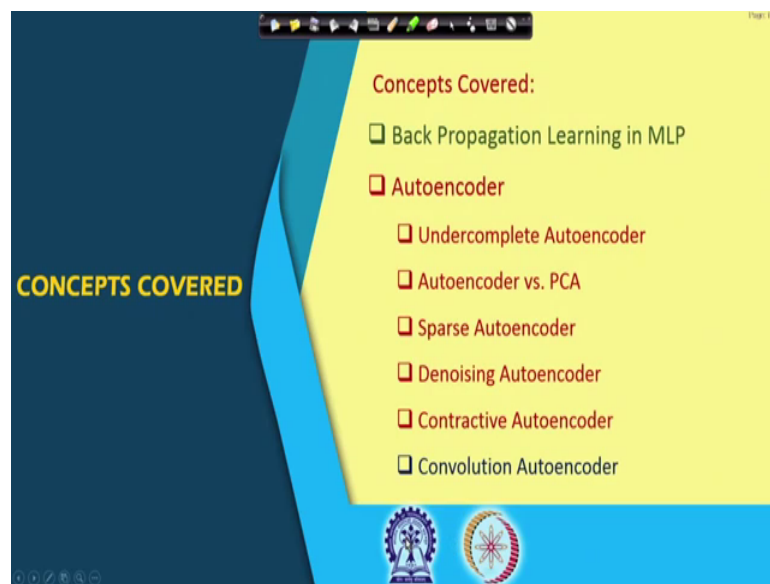 CONCEPTS COVERED
Concepts Covered:
Back Propagation Learning in MLP
Autoencoder
Undercomplete Autoencoder
Autoencoder vs. PCA
Sparse Autoencoder
Denoising Autoencoder
Contractive Autoencoder
Convolution Autoencoder